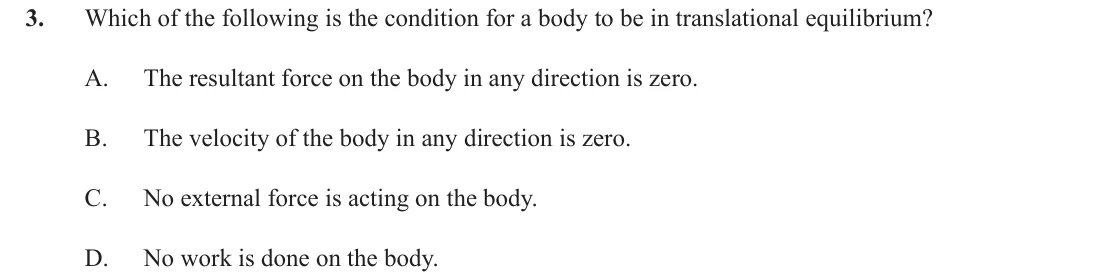 3. Which of the following is the condition for a body to be in translational equilibrium?
A. The resultant force on the body in any direction is zero.
B. The velocity of the body in any direction is zero.
C. No external force is acting on the body.
D. No work is done on the body.